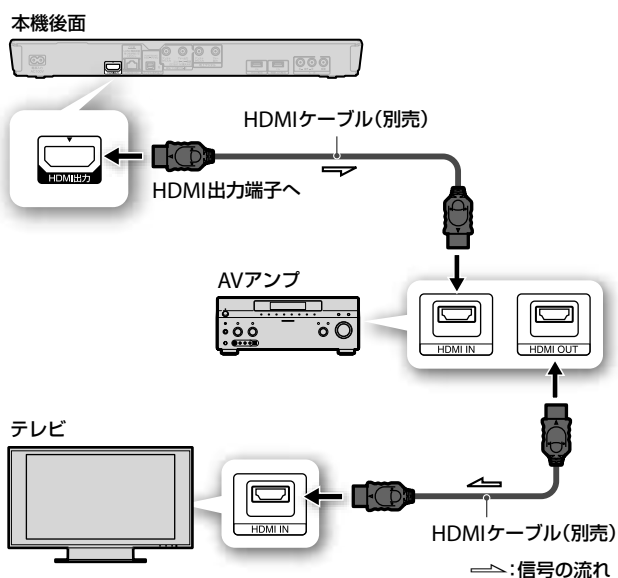 本機後面
HDMIケーブル(別売)
HDMI出力
HDMI出力端子へ
AVアンプ
HDMI IN
HDMI OUT
テレビ
HDMI IN
HDMIケーブル(別売)
:信号の流れ